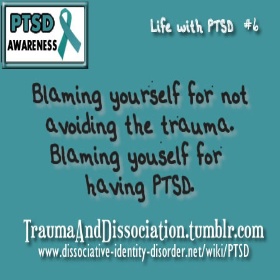 PTSD
AWARENESS
Life with PTSD #6
Blaming yourself for not
avoiding the trauma.
Blaming youself for
having PTSD.
TraumaAndDissociation.tumblr.com
www.dissociative-identity-disorder.net/wiki/PTSD